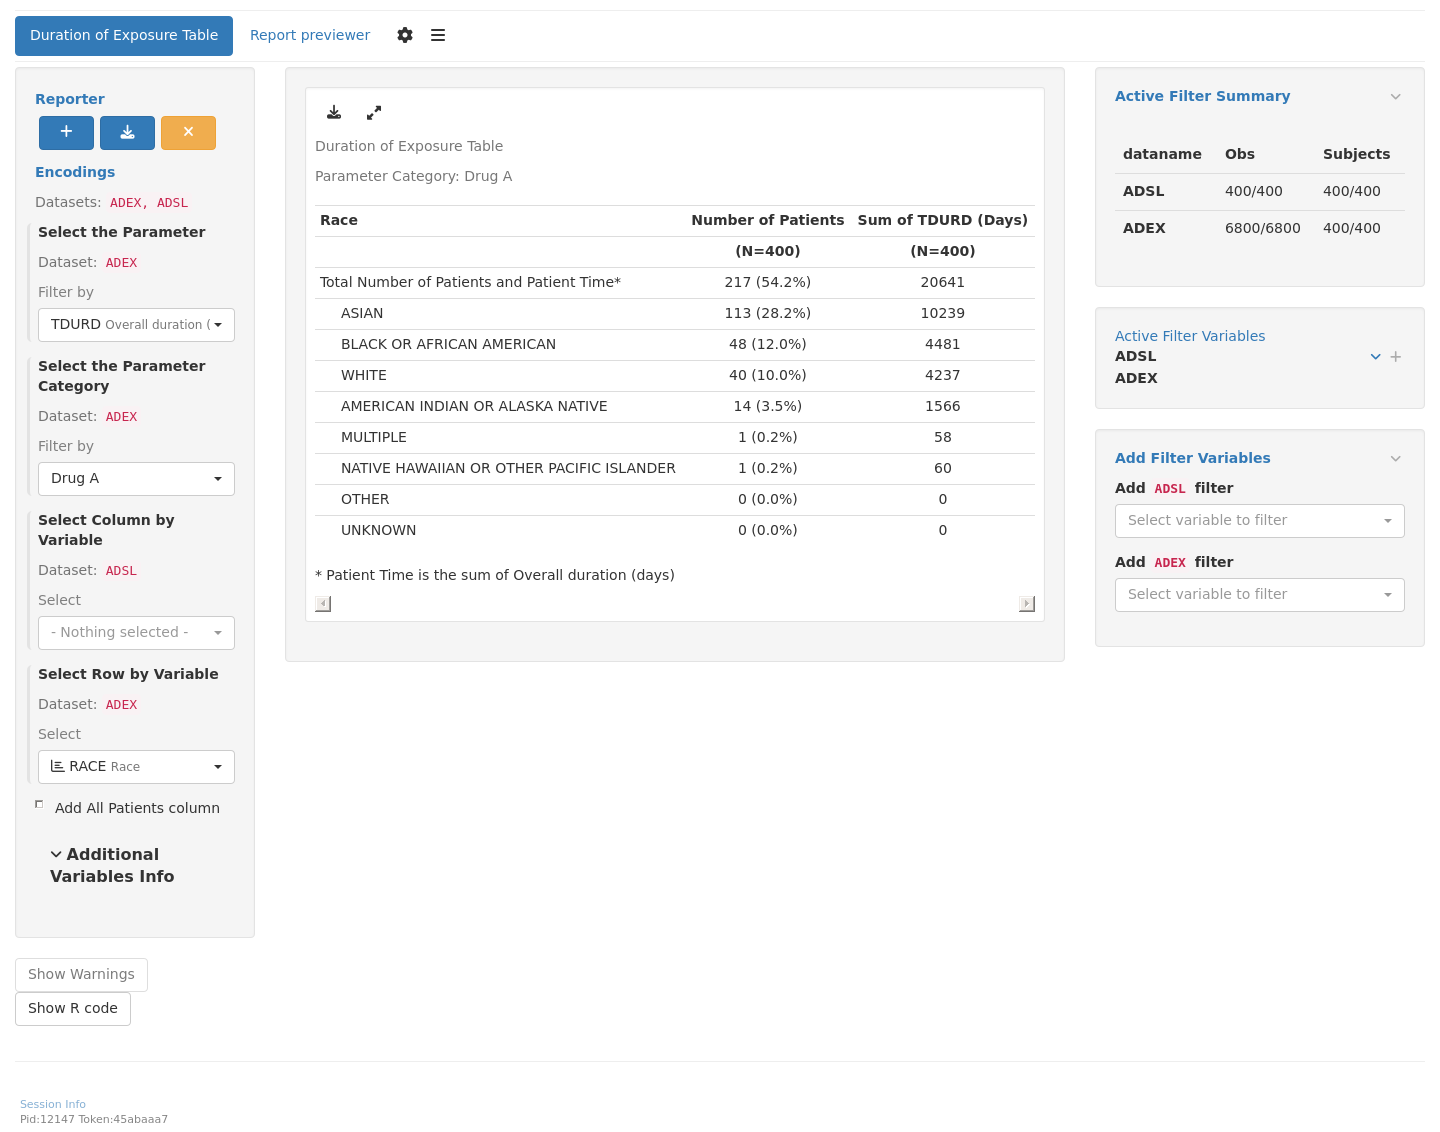 Duration of Exposure Table
Report previewer
Reporter
Encodings
Datasets: ADEX, ADSL
Select the Parameter
Dataset: ADEX
Filter by
TDURD Overall duration (
Select the Parameter
Category
Dataset: ADEX
Filter by
Drug A
Select Column by
Variable
Dataset: ADSL
Select
- Nothing selected -
Select Row by Variable
Dataset: ADEX
Select
RACE Race
Add All Patients column
Additional
Variables Info
Show Warnings
Show R code
Duration of Exposure Table
Parameter Category: Drug A
Race Number of Patients Sum of TDURD (Days)
(N=400) (N=400)
Total Number of Patients and Patient Time* 217 (54.2%) 20641
ASIAN 113 (28.2%) 10239
BLACK OR AFRICAN AMERICAN 48 (12.0%) 4481
WHITE 40 (10.0%) 4237
AMERICAN INDIAN OR ALASKA NATIVE 14 (3.5%) 1566
MULTIPLE 1 (0.2%) 58
NATIVE HAWAIIAN OR OTHER PACIFIC ISLANDER 1 (0.2%) 60
OTHER 0 (0.0%) 0
UNKNOWN 0 (0.0%) 0
* Patient Time is the sum of Overall duration (days)
Active Filter Summary
dataname Obs Subjects
ADSL 400/400 400/400
ADEX 6800/6800 400/400
Active Filter Variables
ADSL
ADEX
Add Filter Variables
Add ADSL filter
Select variable to filter
Add ADEX filter
Select variable to filter
Session Info
Pid:12147 Token:45abaaa7